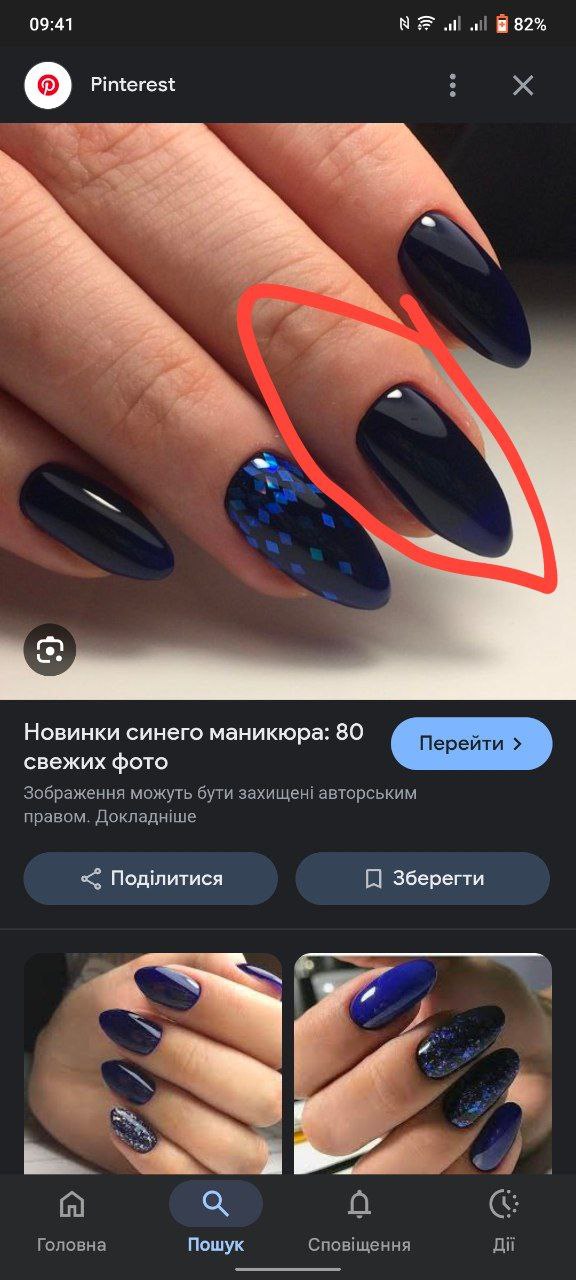 09:41
82%
Pinterest
Новинки синего маникюра: 80
свежих фото
Перейти
Зображення можуть бути захищені авторським
правом. Докладніше
Поділитися
Зберегти
Головна
Пошук
Сповіщення
Дії